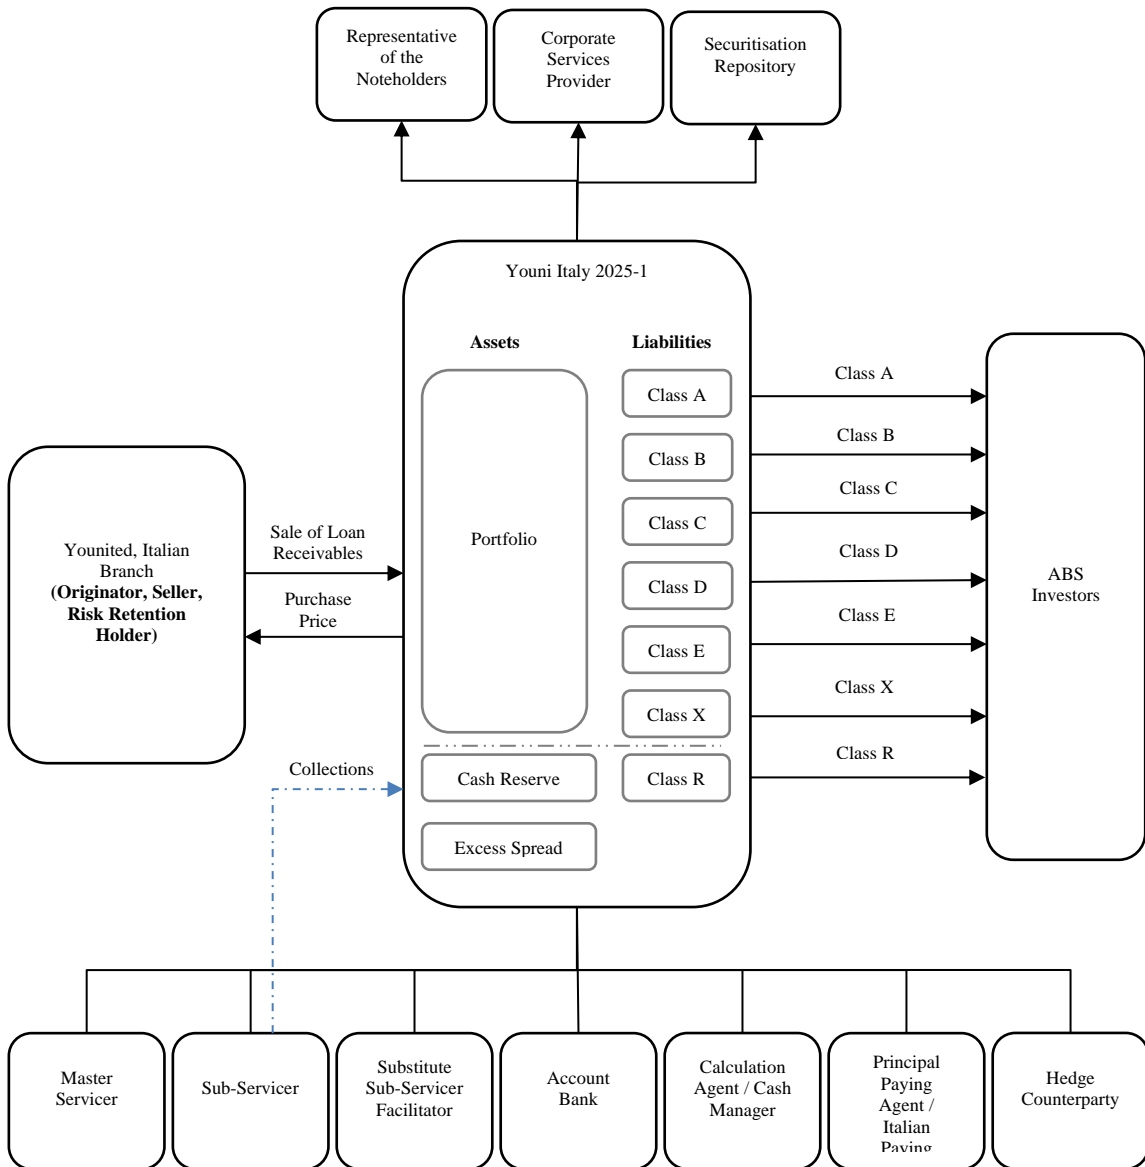 Representative
of the
Noteholders
Corporate
Services
Provider
Securitisation
Repository
Youni Italy 2025-1
Assets
Liabilities
Portfolio
Class A
Class B
Class C
Class D
Class E
Class X
Cash Reserve
Class R
Excess Spread
Younited, Italian
Branch
(Originator, Seller,
Risk Retention
Holder)
Sale of Loan
Receivables
Purchase
Price
Collections
Class A
Class B
Class C
Class D
Class E
Class X
Class R
ABS
Investors
Master
Servicer
Sub-Servicer
Substitute
Sub-Servicer
Facilitator
Account
Bank
Calculation
Agent / Cash
Manager
Principal
Paying
Agent /
Italian
Paying
Hedge
Counterparty